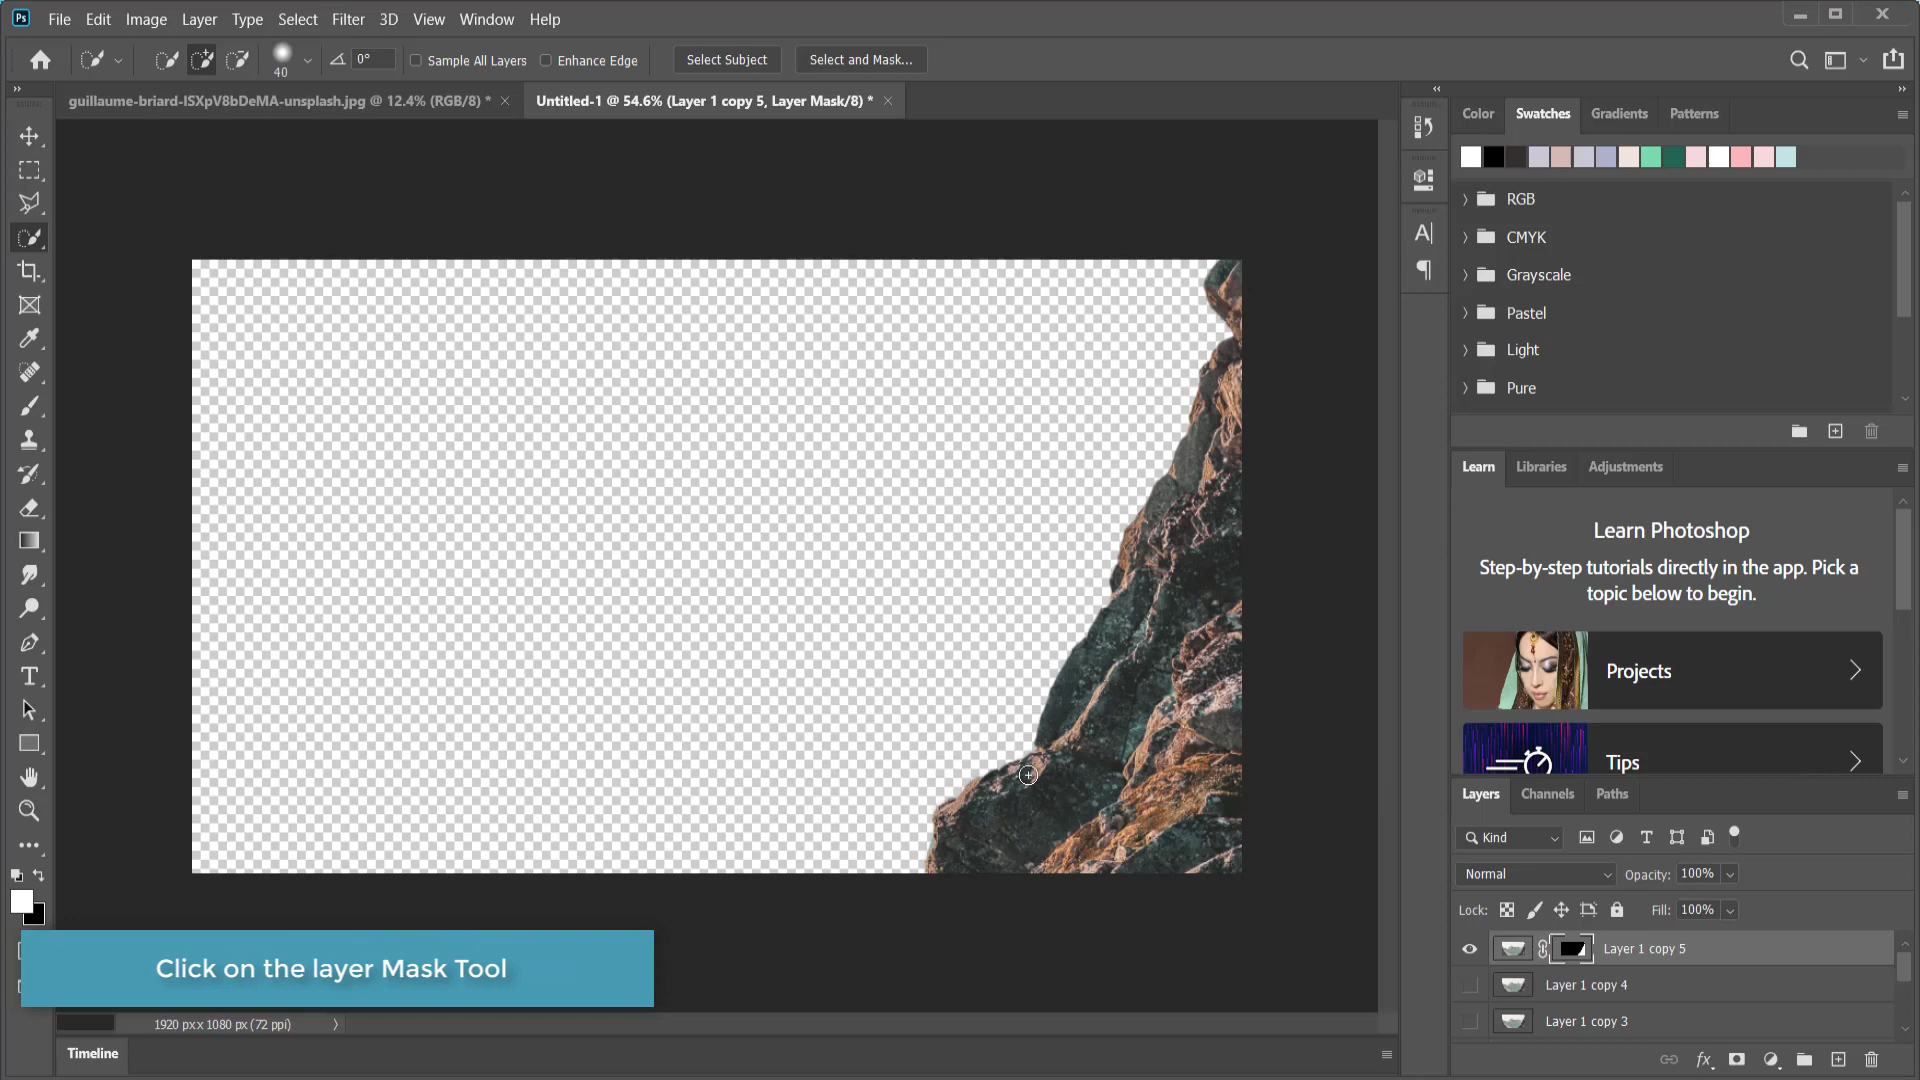 Ps File Edit Image Layer Type Select Filter 3D View Window Help
40 0° Sample All Layers Enhance Edge Select Subject Select and Mask...
guillaume-briard-ISXpV8bDeMA-unsplash.jpg @ 12.4% (RGB/8) * Untitled-1 @ 54.6% (Layer 1 copy 5, Layer Mask/8) *
Color Swatches Gradients Patterns
RGB
CMYK
Grayscale
Pastel
Light
Pure
Learn Libraries Adjustments
Learn Photoshop
Step-by-step tutorials directly in the app. Pick a
topic below to begin.
Projects
Tips
Layers Channels Paths
Kind
Normal Opacity: 100%
Lock: Fill: 100%
Layer 1 copy 5
Layer 1 copy 4
Layer 1 copy 3
fx
Click on the layer Mask Tool
1920 px x 1080 px (72 ppi)
Timeline